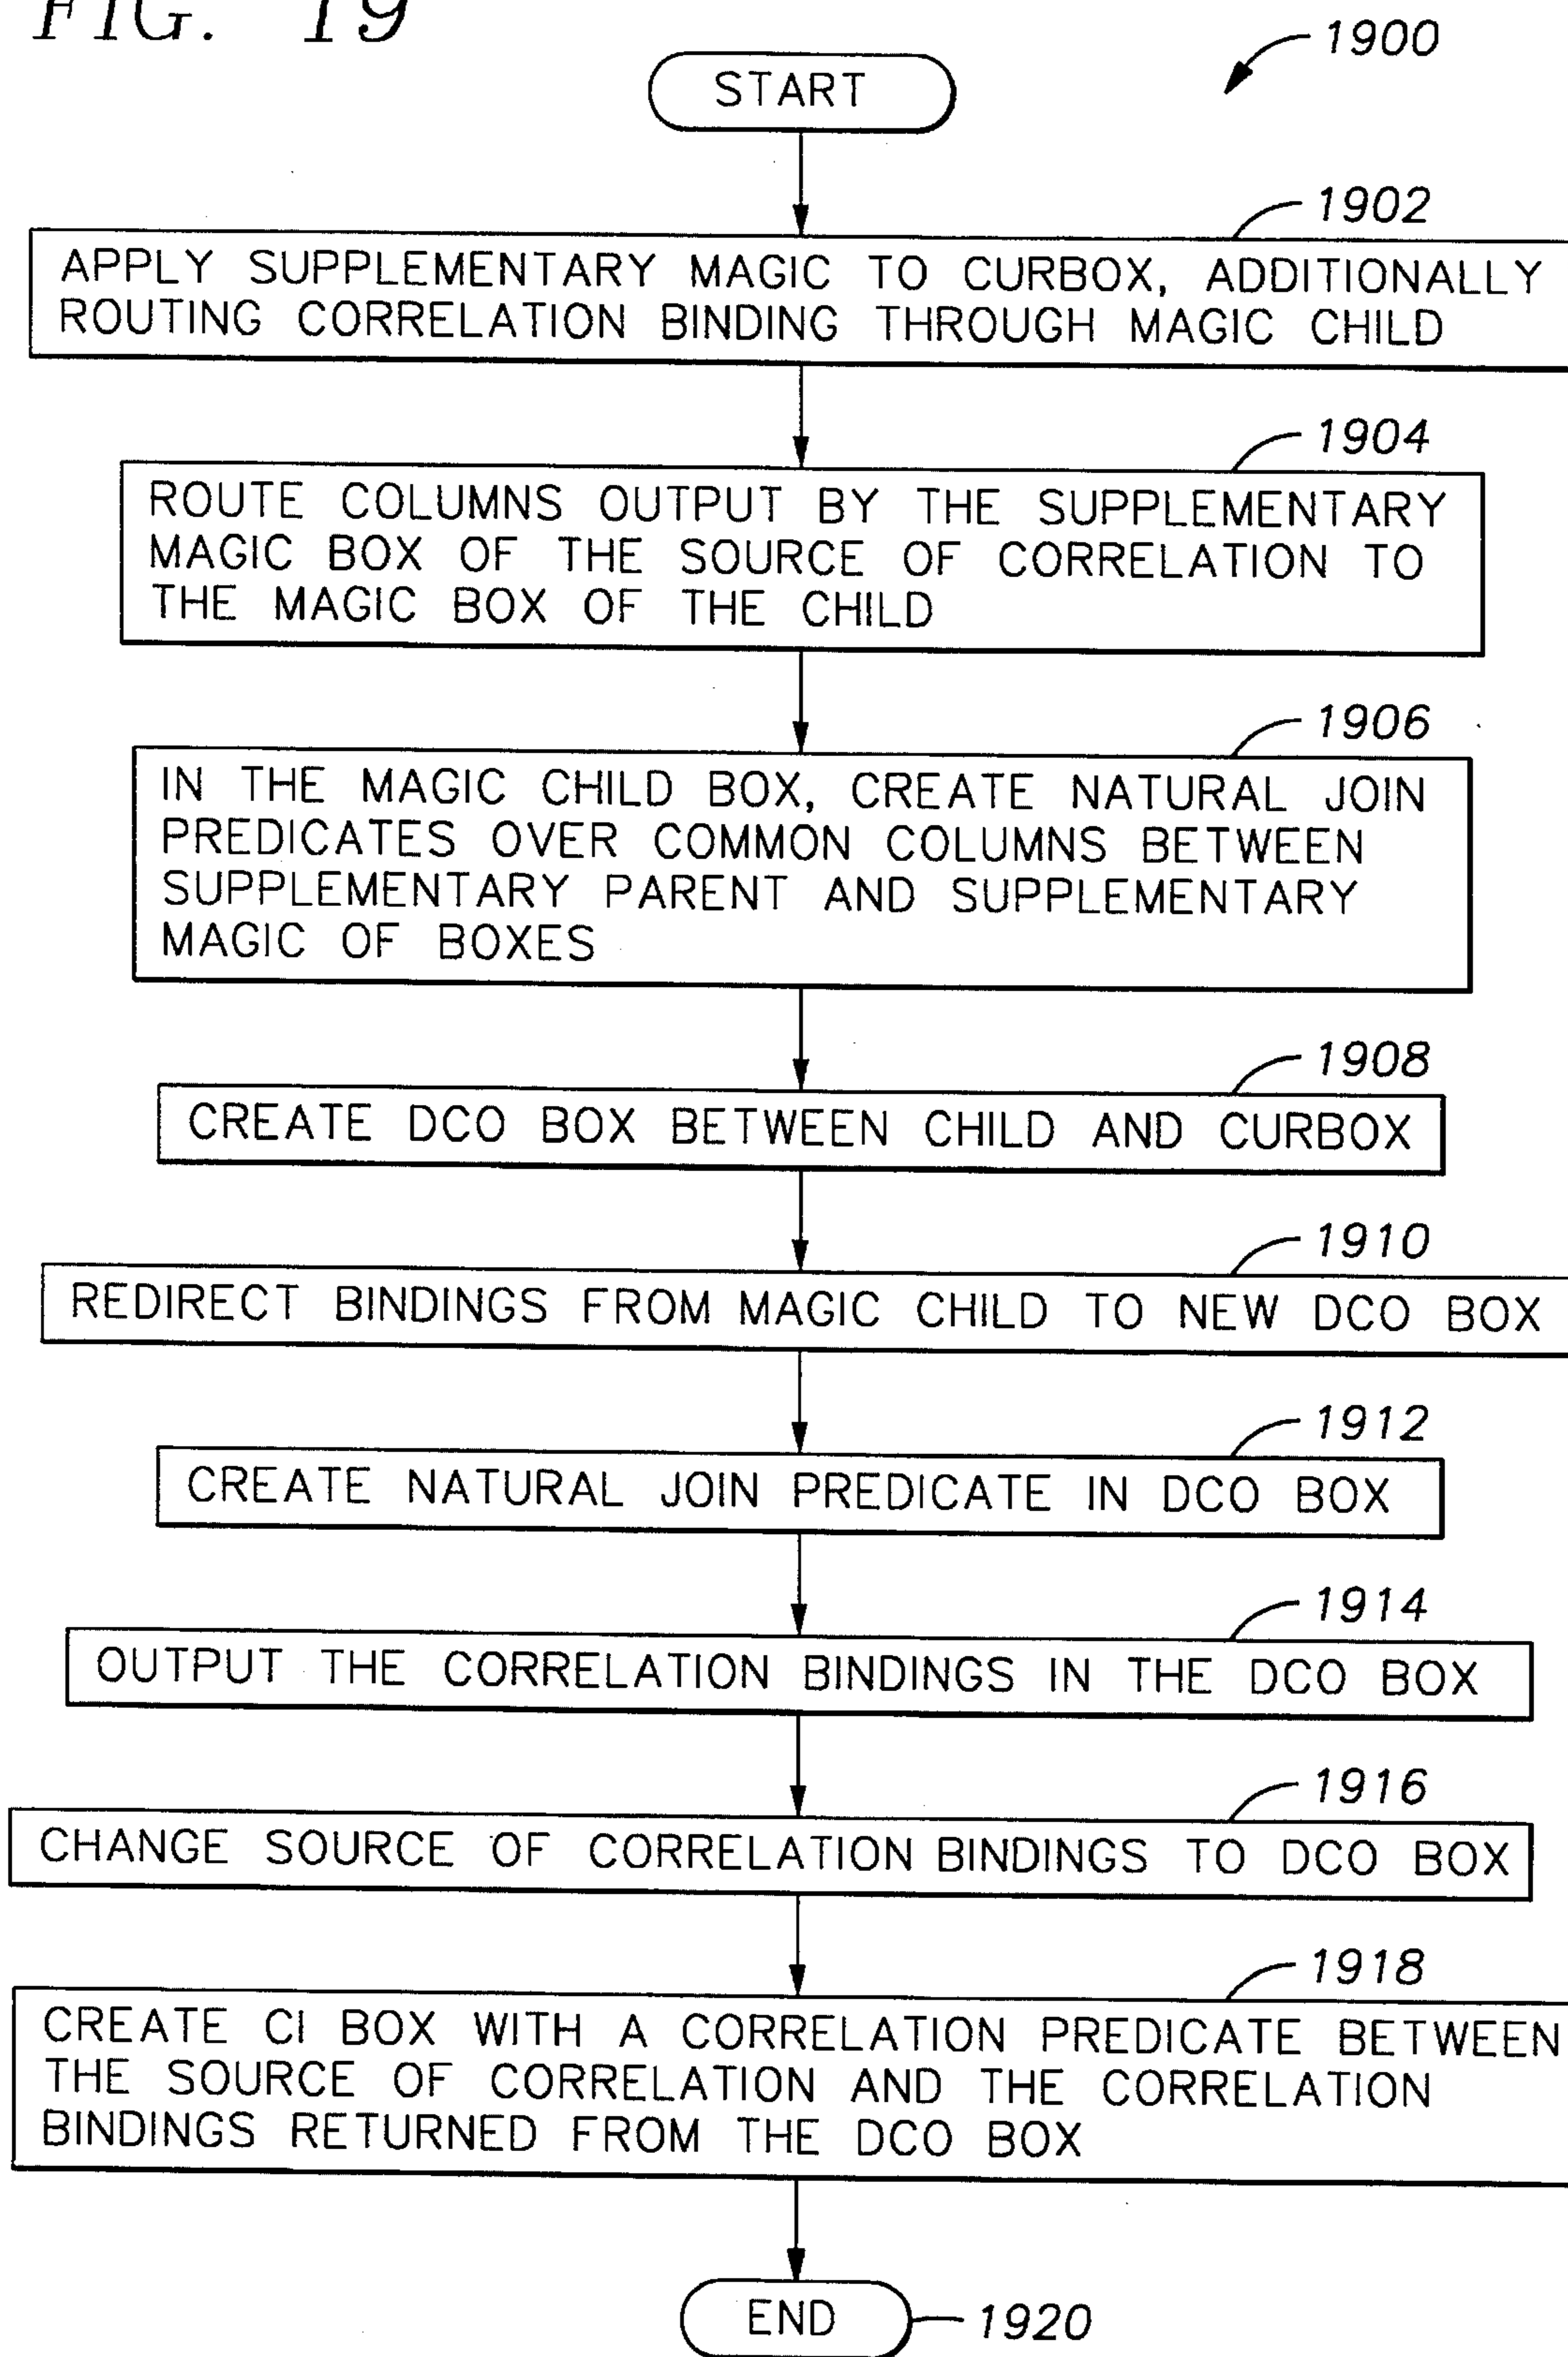 FIG. 19
1900
START
1902
APPLY SUPPLEMENTARY MAGIC TO CURBOX, ADDITIONALLY
ROUTING CORRELATION BINDING THROUGH MAGIC CHILD
1904
ROUTE COLUMNS OUTPUT BY THE SUPPLEMENTARY
MAGIC BOX OF THE SOURCE OF CORRELATION TO
THE MAGIC BOX OF THE CHILD
1906
IN THE MAGIC CHILD BOX, CREATE NATURAL JOIN
PREDICATES OVER COMMON COLUMNS BETWEEN
SUPPLEMENTARY PARENT AND SUPPLEMENTARY
MAGIC OF BOXES
1908
CREATE DCO BOX BETWEEN CHILD AND CURBOX
1910
REDIRECT BINDINGS FROM MAGIC CHILD TO NEW DCO BOX
1912
CREATE NATURAL JOIN PREDICATE IN DCO BOX
1914
OUTPUT THE CORRELATION BINDINGS IN THE DCO BOX
1916
CHANGE SOURCE OF CORRELATION BINDINGS TO DCO BOX
1918
CREATE CI BOX WITH A CORRELATION PREDICATE BETWEEN
THE SOURCE OF CORRELATION AND THE CORRELATION
BINDINGS RETURNED FROM THE DCO BOX
END
1920